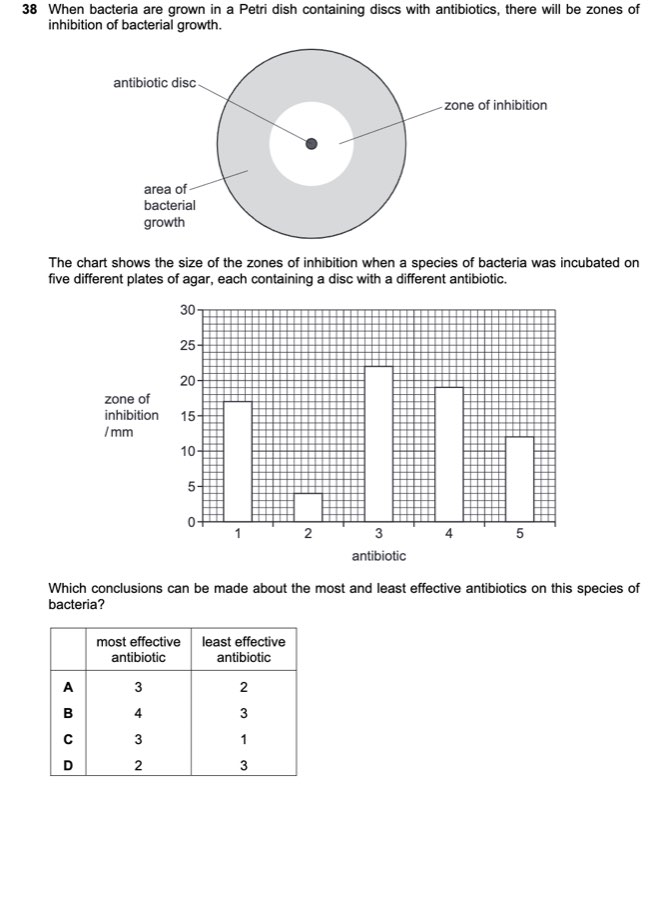 38 When bacteria are grown in a Petri dish containing discs with antibiotics, there will be zones of
inhibition of bacterial growth.
antibiotic disc
zone of inhibition
area of
bacterial
growth
The chart shows the size of the zones of inhibition when a species of bacteria was incubated on
five different plates of agar, each containing a disc with a different antibiotic.
30
25
20
zone of
inhibition
/ mm
15
10
5
0
1 2 3 4 5
antibiotic
Which conclusions can be made about the most and least effective antibiotics on this species of
bacteria?
most effective least effective
antibiotic antibiotic
A 3 2
B 4 3
C 3 1
D 2 3